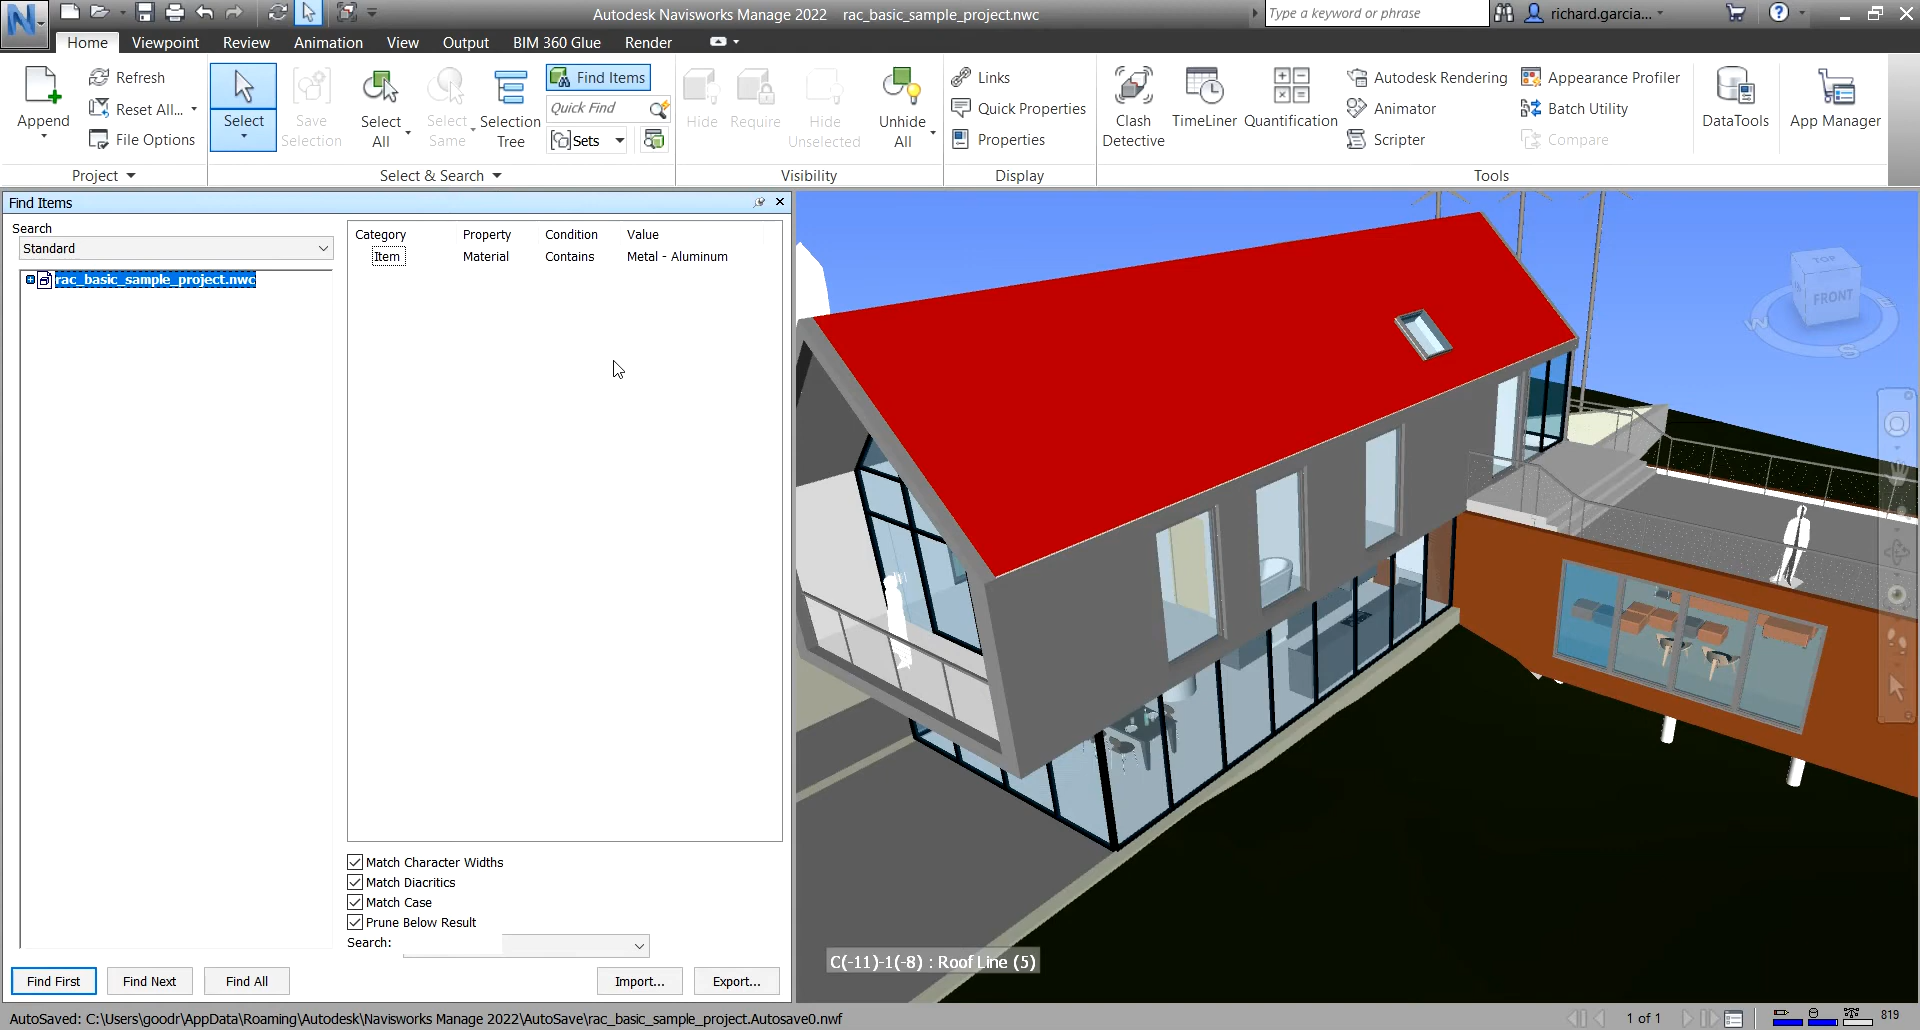 Autodesk Navisworks Manage 2022 rac_basic_sample_project.nwc
Type a keyword or phrase
richard.garcia...
Home Viewpoint Review Animation View Output BIM 360 Glue Render
Append
Refresh
Reset All...
File Options
Project
Select
Save Selection
Select All
Select Same
Selection Tree
Find Items
Quick Find
Sets
Select & Search
Hide
Require
Hide Unselected
Unhide All
Visibility
Links
Quick Properties
Properties
Display
Clash Detective
TimeLiner
Quantification
Autodesk Rendering
Animator
Scripter
Appearance Profiler
Batch Utility
Compare
DataTools
App Manager
Tools
Find Items
Search
Standard
rac_basic_sample_project.nwc
Category Property Condition Value
Item Material Contains Metal - Aluminum
Match Character Widths
Match Diacritics
Match Case
Prune Below Result
Search:
Find First Find Next Find All Import... Export...
TOP
FRONT
W
S
E
C(-11)-1(-8) : Roof Line (5)
AutoSaved: C:\Users\goodr\AppData\Roaming\Autodesk\Navisworks Manage 2022\AutoSave\rac_basic_sample_project.Autosave0.nwf
1 of 1
819